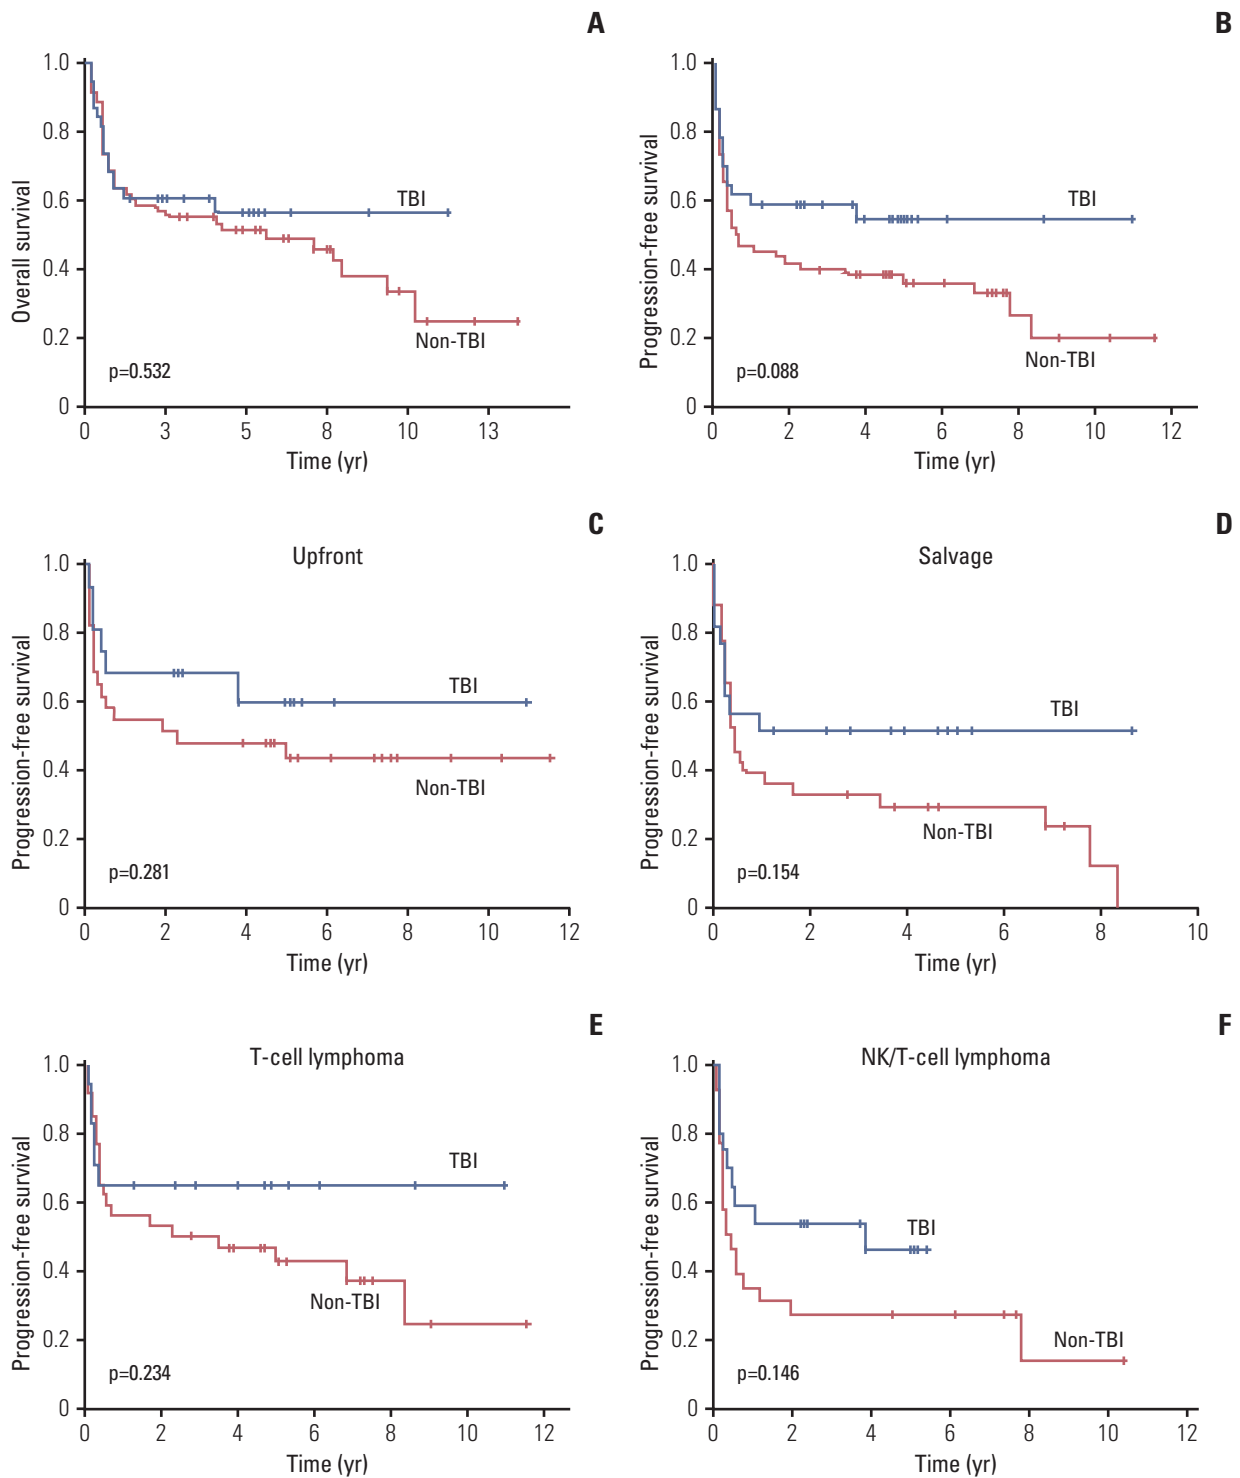 A
1.0
0.8
0.6
0.4
0.2
0
Overall survival
TBI
Non-TBI
p=0.532
0 3 5 8 10 13
Time (yr)
B
1.0
0.8
0.6
0.4
0.2
0
Progression-free survival
TBI
Non-TBI
p=0.088
0 2 4 6 8 10 12
Time (yr)
C
Upfront
1.0
0.8
0.6
0.4
0.2
0
Progression-free survival
TBI
Non-TBI
p=0.281
0 2 4 6 8 10 12
Time (yr)
D
Salvage
1.0
0.8
0.6
0.4
0.2
0
Progression-free survival
TBI
Non-TBI
p=0.154
0 2 4 6 8 10
Time (yr)
E
T-cell lymphoma
1.0
0.8
0.6
0.4
0.2
0
Progression-free survival
TBI
Non-TBI
p=0.234
0 2 4 6 8 10 12
Time (yr)
F
NK/T-cell lymphoma
1.0
0.8
0.6
0.4
0.2
0
Progression-free survival
TBI
Non-TBI
p=0.146
0 2 4 6 8 10 12
Time (yr)